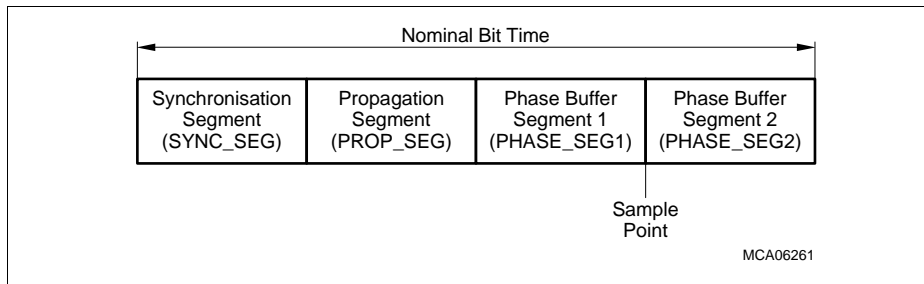 Nominal Bit Time
Synchronisation
Segment
(SYNC_SEG)
Propagation
Segment
(PROP_SEG)
Phase Buffer
Segment 1
(PHASE_SEG1)
Phase Buffer
Segment 2
(PHASE_SEG2)
Sample
Point
MCA06261